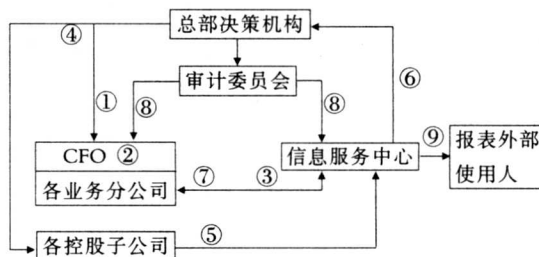 总部决策机构
④
审计委员会
⑥
① ⑧ ⑧
⑨
报表外部
使用人
CFO ②
信息服务中心
各业务分公司
⑦ ③
各控股子公司
⑤